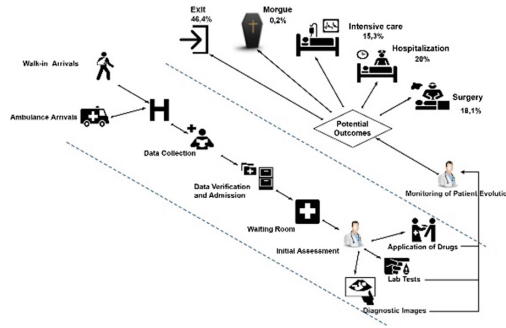 Exit
46.4%
Morgue
0,2%
Intensive care
15,3%
Hospitalization
20%
Surgery
18,1%
Walk-in Arrivals
Ambulance Arrivals
H
Data Collection
Potential
Outcomes
Data Verification
and Admission
Monitoring of Patient Evolution
Waiting Room
Initial Assessment
Application of Drugs
Lab Tests
Diagnostic Images